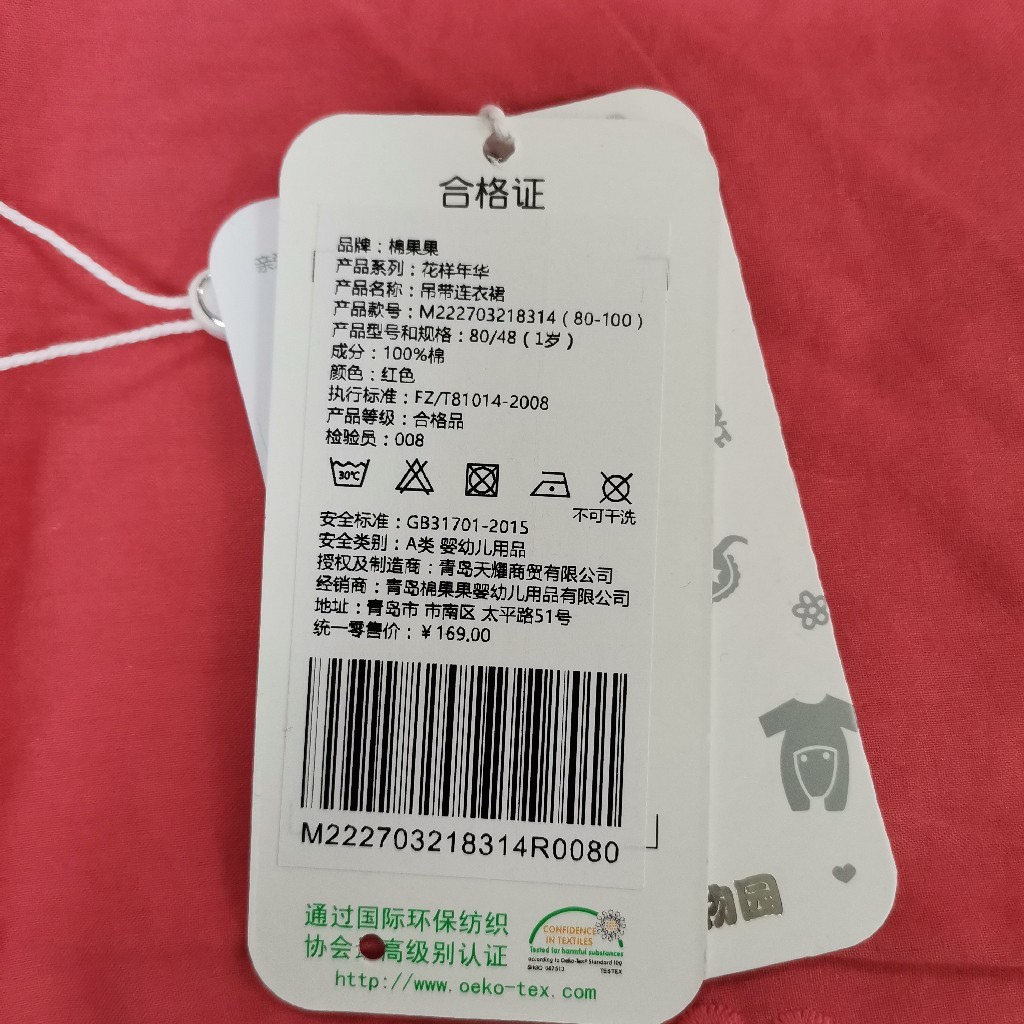 合格证
品牌：棉果果
产品系列：花样年华
产品名称：吊带连衣裙
产品款号：M222703218314（80-100）
产品型号和规格：80/48（1岁）
成分：100%棉
颜色：红色
执行标准：FZ/T81014-2008
产品等级：合格品
检验员：008
30℃
不可干洗
安全标准：GB31701-2015
安全类别：A类 婴幼儿用品
授权及制造商：青岛天耀商贸有限公司
经销商：青岛棉果果婴幼儿用品有限公司
地址：青岛市 市南区 太平路51号
统一零售价：￥169.00
M222703218314R0080
通过国际环保纺织
协会 高级别认证
http://www.oeko-tex.com
CONFIDENCE
IN TEXTILES
Tested for harmful substances
according to Oeko-Tex® Standard 100
TESTEX
亲
物园